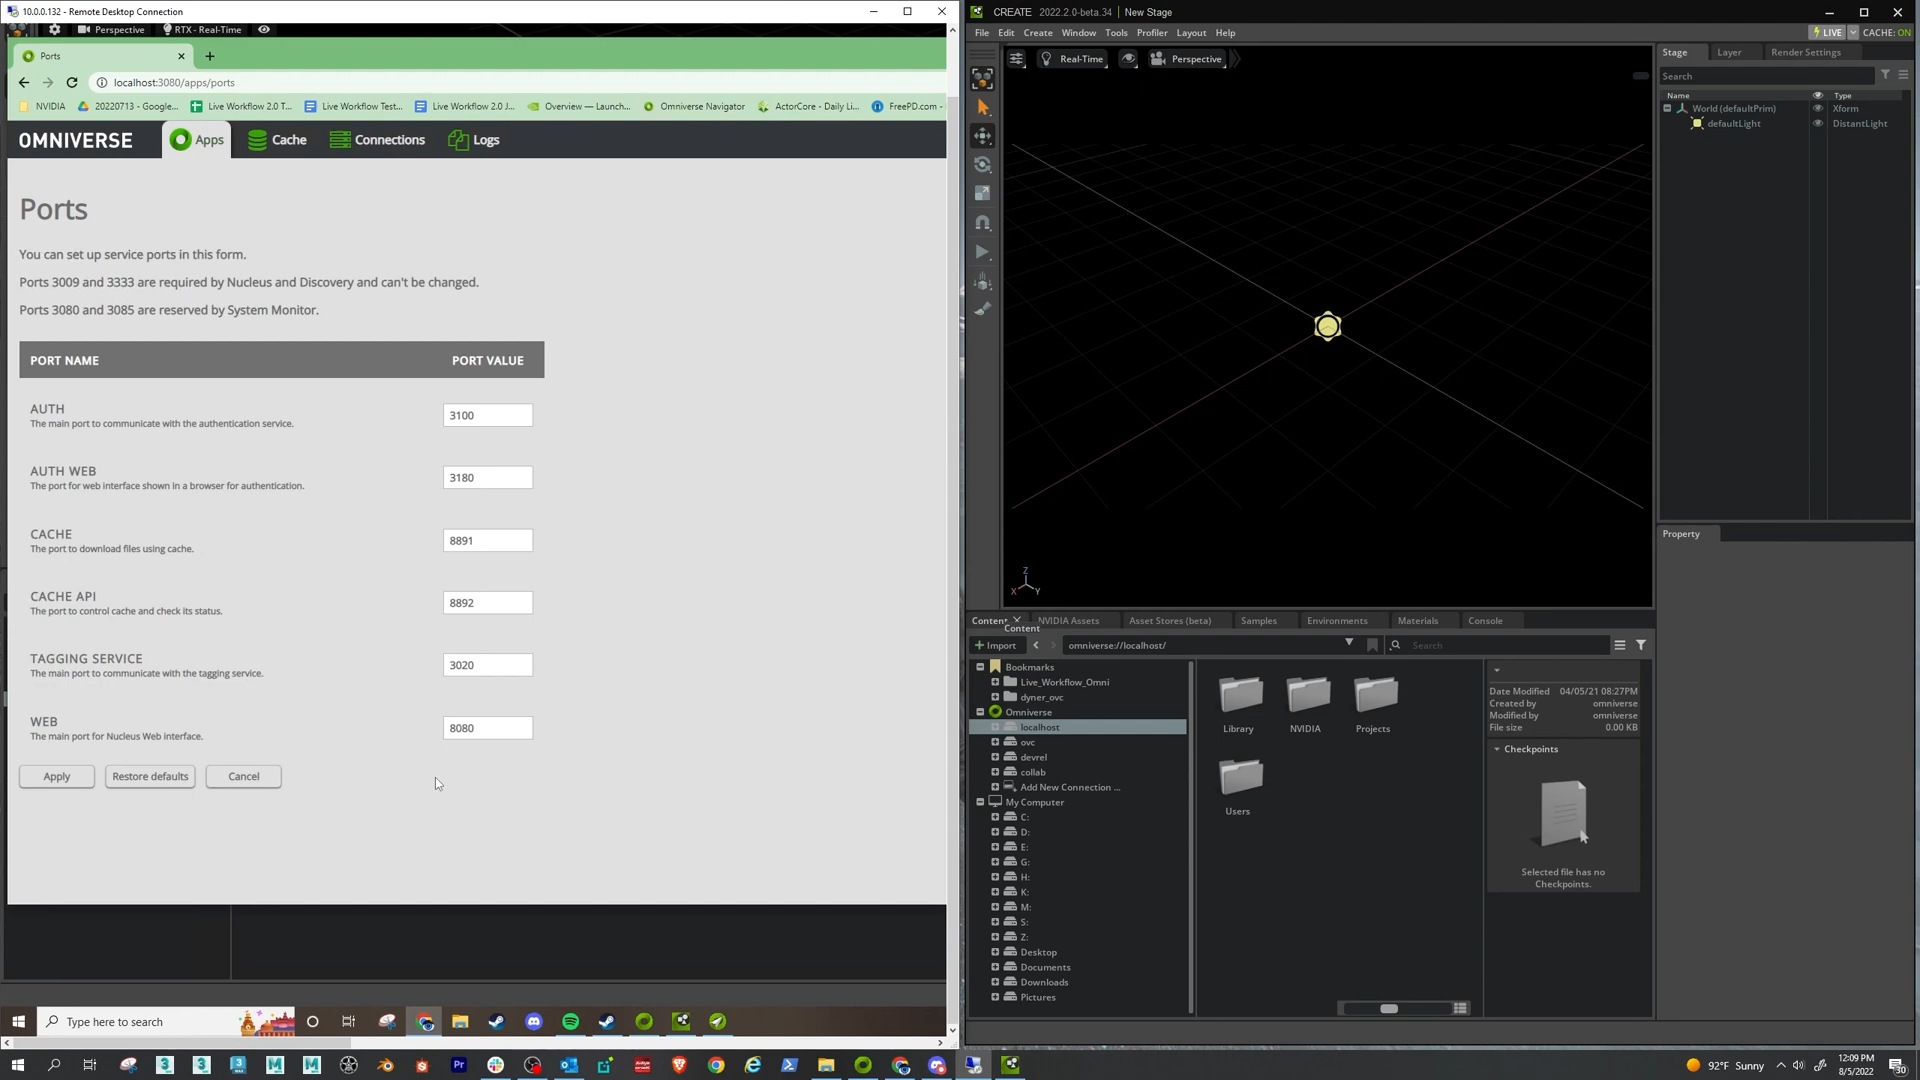 10.0.0.132 - Remote Desktop Connection
Perspective
RTX - Real-Time
Ports
localhost:3080/apps/ports
NVIDIA
20220713 - Google...
Live Workflow 2.0 T...
Live Workflow Test...
Live Workflow 2.0 J...
Overview — Launch...
Omniverse Navigator
ActorCore - Daily Li...
FreePD.com -
OMNIVERSE
Apps
Cache
Connections
Logs
Ports
You can set up service ports in this form.
Ports 3009 and 3333 are required by Nucleus and Discovery and can't be changed.
Ports 3080 and 3085 are reserved by System Monitor.
PORT NAME PORT VALUE
AUTH
The main port to communicate with the authentication service.
3100
AUTH WEB
The port for web interface shown in a browser for authentication.
3180
CACHE
The port to download files using cache.
8891
CACHE API
The port to control cache and check its status.
8892
TAGGING SERVICE
The main port to communicate with the tagging service.
3020
WEB
The main port for Nucleus Web interface.
8080
Apply
Restore defaults
Cancel
Type here to search
CREATE 2022.2.0-beta.34 | New Stage
File Edit Create Window Tools Profiler Layout Help
LIVE
CACHE: ON
Real-Time
Perspective
Z
X
Y
Stage
Layer
Render Settings
Search
Name
Type
World (defaultPrim)
Xform
defaultLight
DistantLight
Property
Content
NVIDIA Assets
Asset Stores (beta)
Samples
Environments
Materials
Console
Content
Import
omniverse://localhost/
Search
Bookmarks
Live_Workflow_Omni
dyner_ovc
Omniverse
localhost
ovc
devrel
collab
Add New Connection ...
My Computer
C:
D:
E:
G:
H:
K:
M:
S:
Z:
Desktop
Documents
Downloads
Pictures
Library
NVIDIA
Projects
Users
Date Modified 04/05/21 08:27PM
Created by omniverse
Modified by omniverse
File size 0.00 KB
Checkpoints
Selected file has no
Checkpoints.
92°F Sunny
12:09 PM
8/5/2022
30